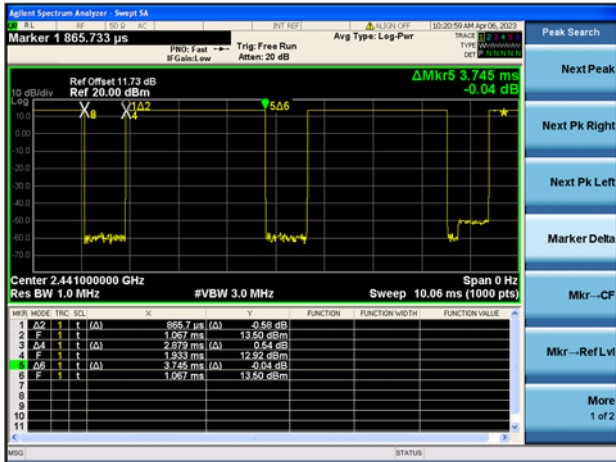 Agilent Spectrum Analyzer - Swept SA
RL RF 50 Ω AC INT REF ALIGN OFF 10:20:59 AM Apr 06, 2023
Marker 1 865.733 µs
PNO: Fast
IFGain:Low
Trig: Free Run
Atten: 20 dB
Avg Type: Log-Pwr
TRACE 1 2 3 4 5 6
TYPE WWWWWW
DET P N N N N N
Peak Search
Ref Offset 11.73 dB
10 dB/div Ref 20.00 dBm
ΔMkr5 3.745 ms
-0.04 dB
Log
1Δ2
5Δ6
4
10.0
0.00
-10.0
-20.0
-30.0
-40.0
-50.0
-60.0
-70.0
Center 2.441000000 GHz Span 0 Hz
Res BW 1.0 MHz #VBW 3.0 MHz Sweep 10.06 ms (1000 pts)
MKR MODE TRC SCL X Y FUNCTION FUNCTION WIDTH FUNCTION VALUE
1 Δ2 1 t (Δ) 865.7 µs (Δ) -0.58 dB
2 F 1 t 1.067 ms 13.50 dBm
3 Δ4 1 t (Δ) 2.879 ms (Δ) 0.54 dB
4 F 1 t 1.933 ms 12.92 dBm
5 Δ6 1 t (Δ) 3.745 ms (Δ) -0.04 dB
6 F 1 t 1.067 ms 13.50 dBm
7
8
9
10
11
MSG STATUS
Next Peak
Next Pk Right
Next Pk Left
Marker Delta
Mkr→CF
Mkr→Ref Lvl
More
1 of 2